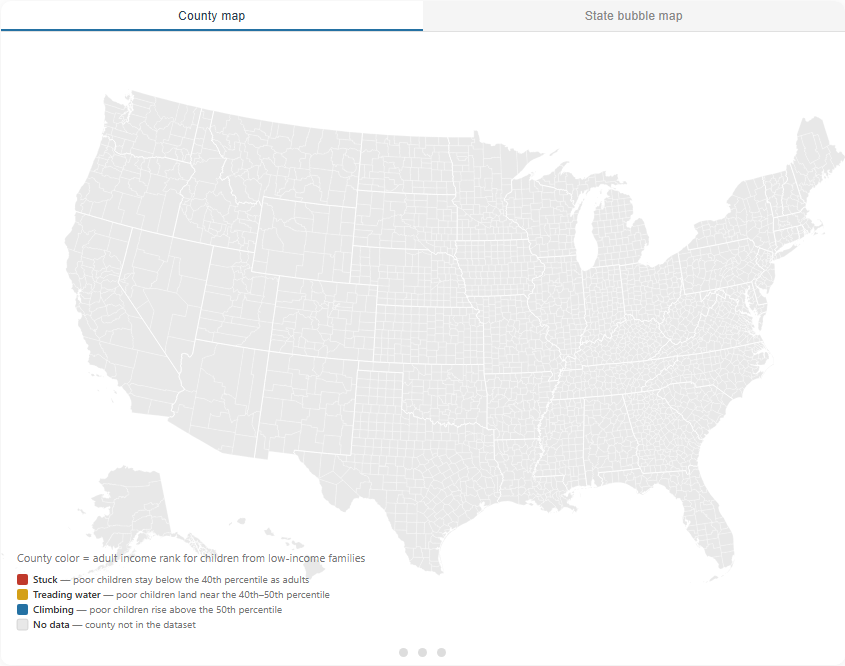 County map
State bubble map
County color = adult income rank for children from low-income families
Stuck — poor children stay below the 40th percentile as adults
Treading water — poor children land near the 40th–50th percentile
Climbing — poor children rise above the 50th percentile
No data — county not in the dataset